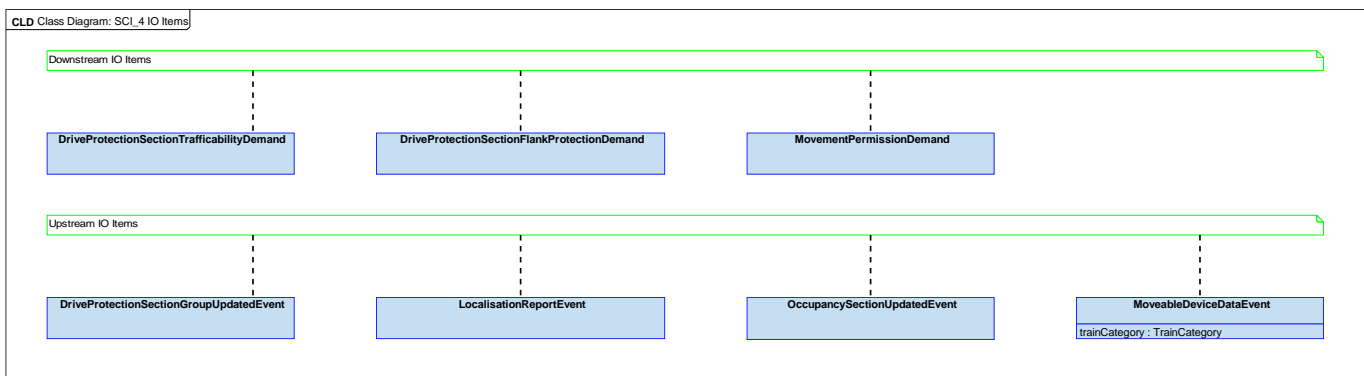 CLD Class Diagram: SCI_4 IO Items
Downstream IO Items
DriveProtectionSectionTrafficabilityDemand
DriveProtectionSectionFlankProtectionDemand
MovementPermissionDemand
Upstream IO Items
DriveProtectionSectionGroupUpdatedEvent
LocalisationReportEvent
OccupancySectionUpdatedEvent
MoveableDeviceDataEvent
trainCategory : TrainCategory